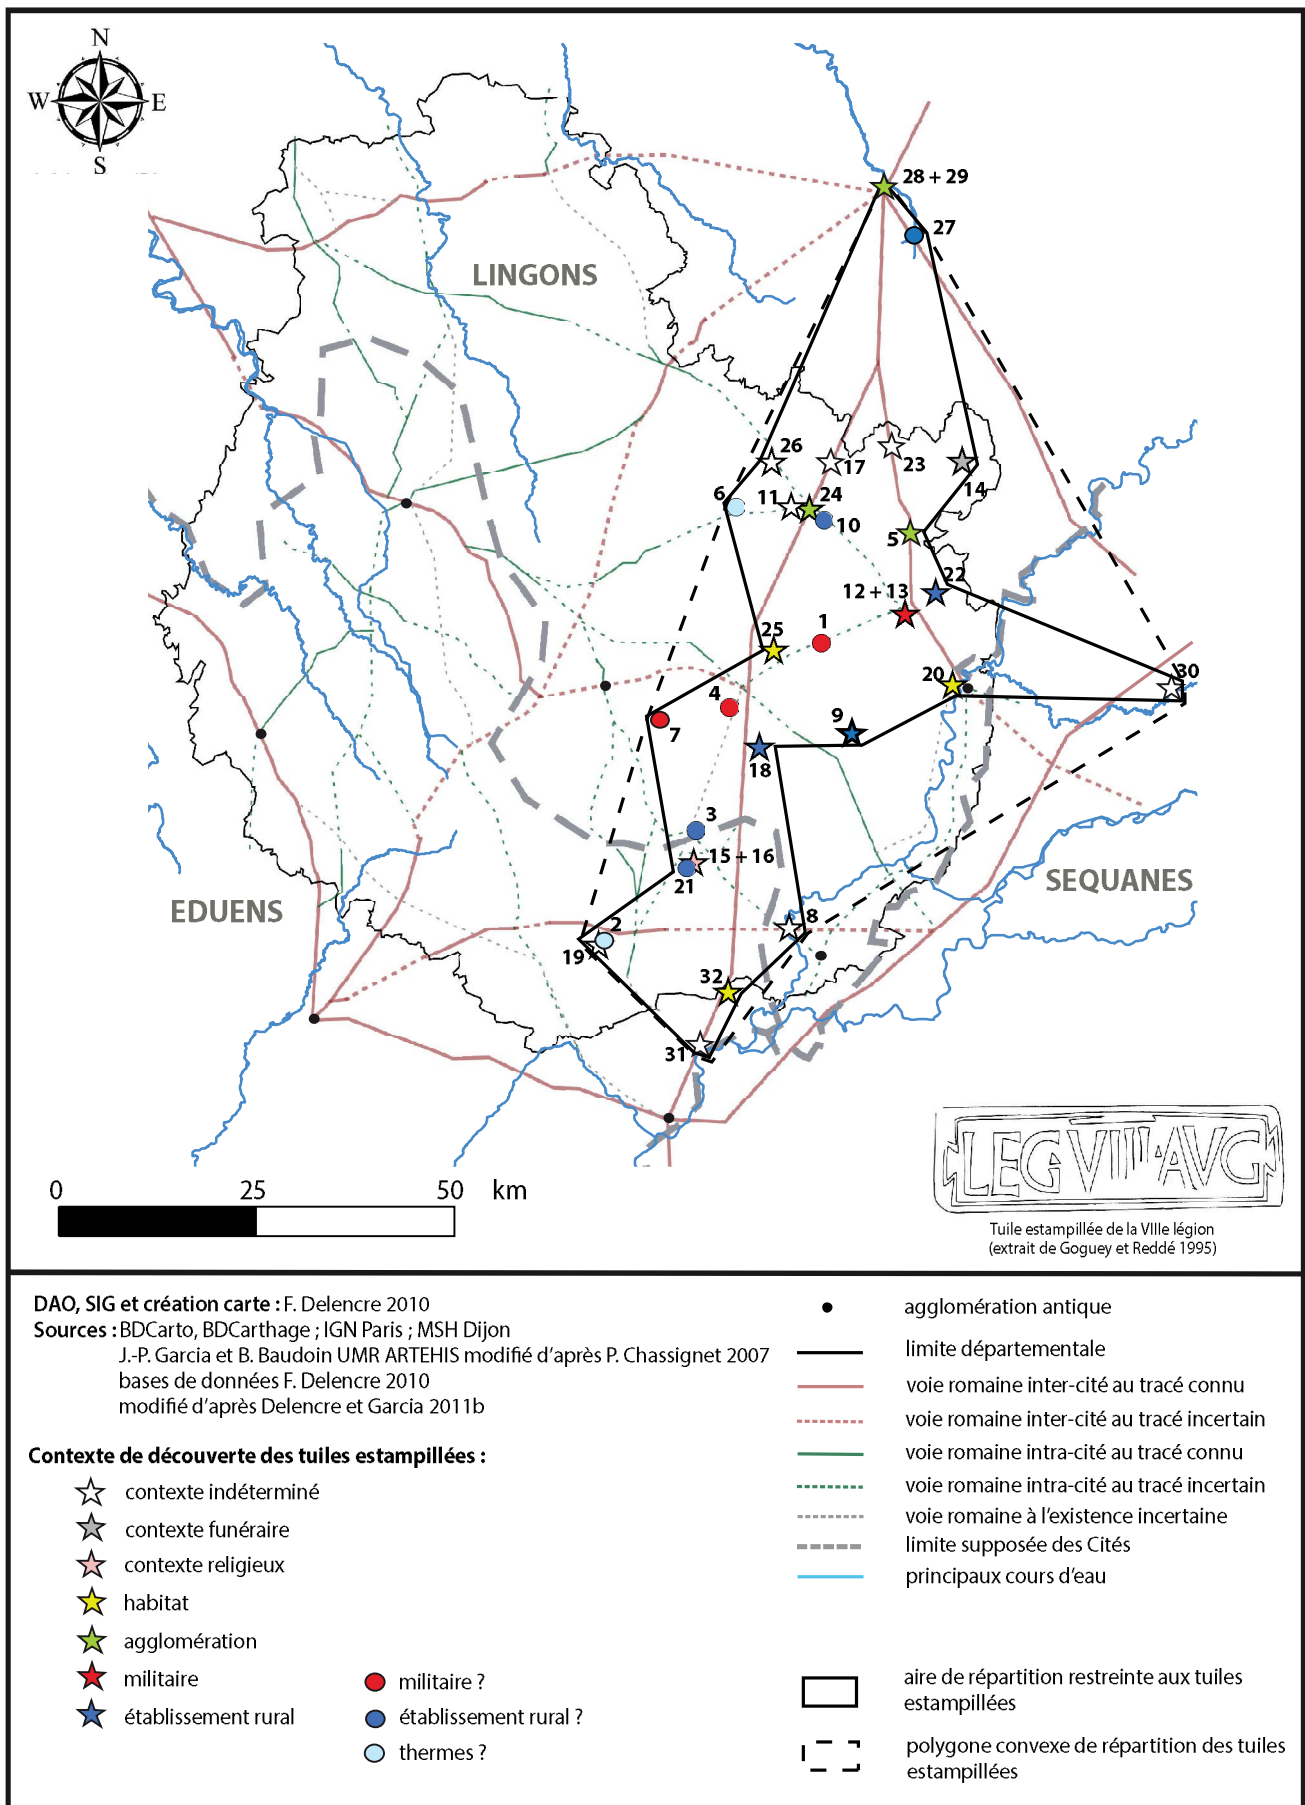 N
W E
S
28 + 29
27
LINGONS
26
17
23
14
6
11
24
10
5
22
12 + 13
1
25
30
20
4
7
9
18
3
15 + 16
21
SEQUANES
EDUENS
8
2
19
32
31
0 25 50 km
LEG VIII AVG
Tuile estampillée de la VIIIe légion
(extrait de Goguey et Reddé 1995)
DAO, SIG et création carte : F. Delencre 2010
Sources : BDCarto, BDCarthage ; IGN Paris ; MSH Dijon
J.-P. Garcia et B. Baudoin UMR ARTEHIS modifié d'après P. Chassignet 2007
bases de données F. Delencre 2010
modifié d'après Delencre et Garcia 2011b
Contexte de découverte des tuiles estampillées :
contexte indéterminé
contexte funéraire
contexte religieux
habitat
agglomération
militaire
établissement rural
militaire ?
établissement rural ?
thermes ?
agglomération antique
limite départementale
voie romaine inter-cité au tracé connu
voie romaine inter-cité au tracé incertain
voie romaine intra-cité au tracé connu
voie romaine intra-cité au tracé incertain
voie romaine à l'existence incertaine
limite supposée des Cités
principaux cours d'eau
aire de répartition restreinte aux tuiles
estampillées
polygone convexe de répartition des tuiles
estampillées